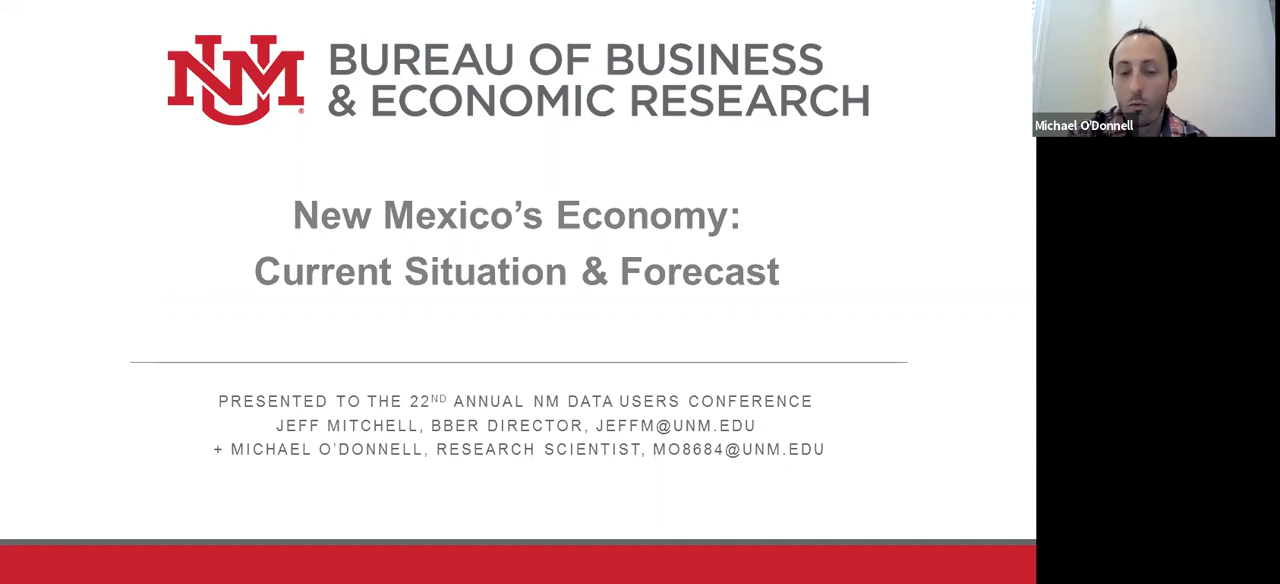 UNM
BUREAU OF BUSINESS
& ECONOMIC RESEARCH
New Mexico’s Economy:
Current Situation & Forecast
PRESENTED TO THE 22ND ANNUAL NM DATA USERS CONFERENCE
JEFF MITCHELL, BBER DIRECTOR, JEFFM@UNM.EDU
+ MICHAEL O’DONNELL, RESEARCH SCIENTIST, MO8684@UNM.EDU
Michael O'Donnell